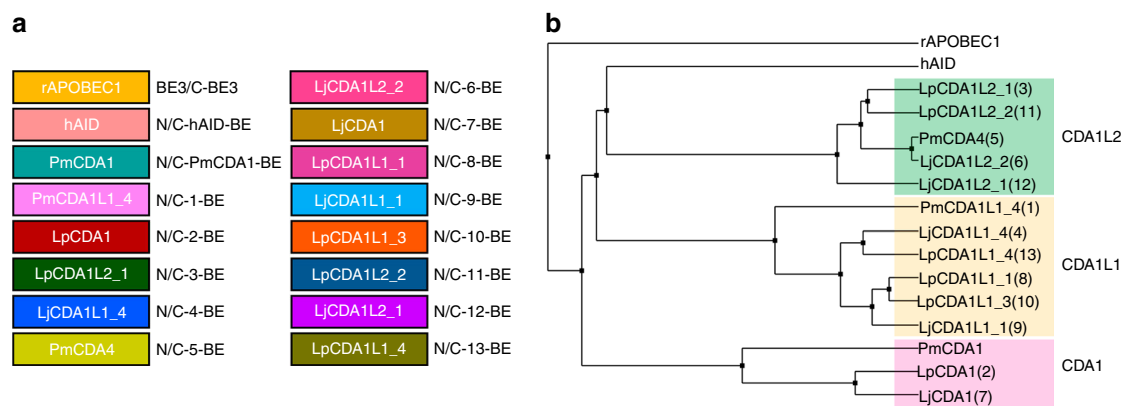 a
rAPOBEC1 BE3/C-BE3
hAID N/C-hAID-BE
PmCDA1 N/C-PmCDA1-BE
PmCDA1L1_4 N/C-1-BE
LpCDA1 N/C-2-BE
LpCDA1L2_1 N/C-3-BE
LjCDA1L1_4 N/C-4-BE
PmCDA4 N/C-5-BE
LjCDA1L2_2 N/C-6-BE
LjCDA1 N/C-7-BE
LpCDA1L1_1 N/C-8-BE
LjCDA1L1_1 N/C-9-BE
LpCDA1L1_3 N/C-10-BE
LpCDA1L2_2 N/C-11-BE
LjCDA1L2_1 N/C-12-BE
LpCDA1L1_4 N/C-13-BE
b
rAPOBEC1
hAID
LpCDA1L2_1(3)
LpCDA1L2_2(11)
PmCDA4(5)
LjCDA1L2_2(6)
LjCDA1L2_1(12)
CDA1L2
PmCDA1L1_4(1)
LjCDA1L1_4(4)
LpCDA1L1_4(13)
LpCDA1L1_1(8)
LpCDA1L1_3(10)
LjCDA1L1_1(9)
CDA1L1
PmCDA1
LpCDA1(2)
LjCDA1(7)
CDA1